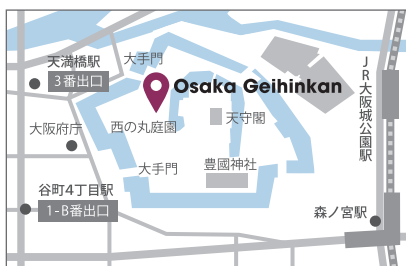 天満橋駅
3番出口
大手門
Osaka Geihinkan
JR大阪城公園駅
大阪府庁
西の丸庭園
天守閣
大手門
豊國神社
谷町4丁目駅
1-B番出口
森ノ宮駅